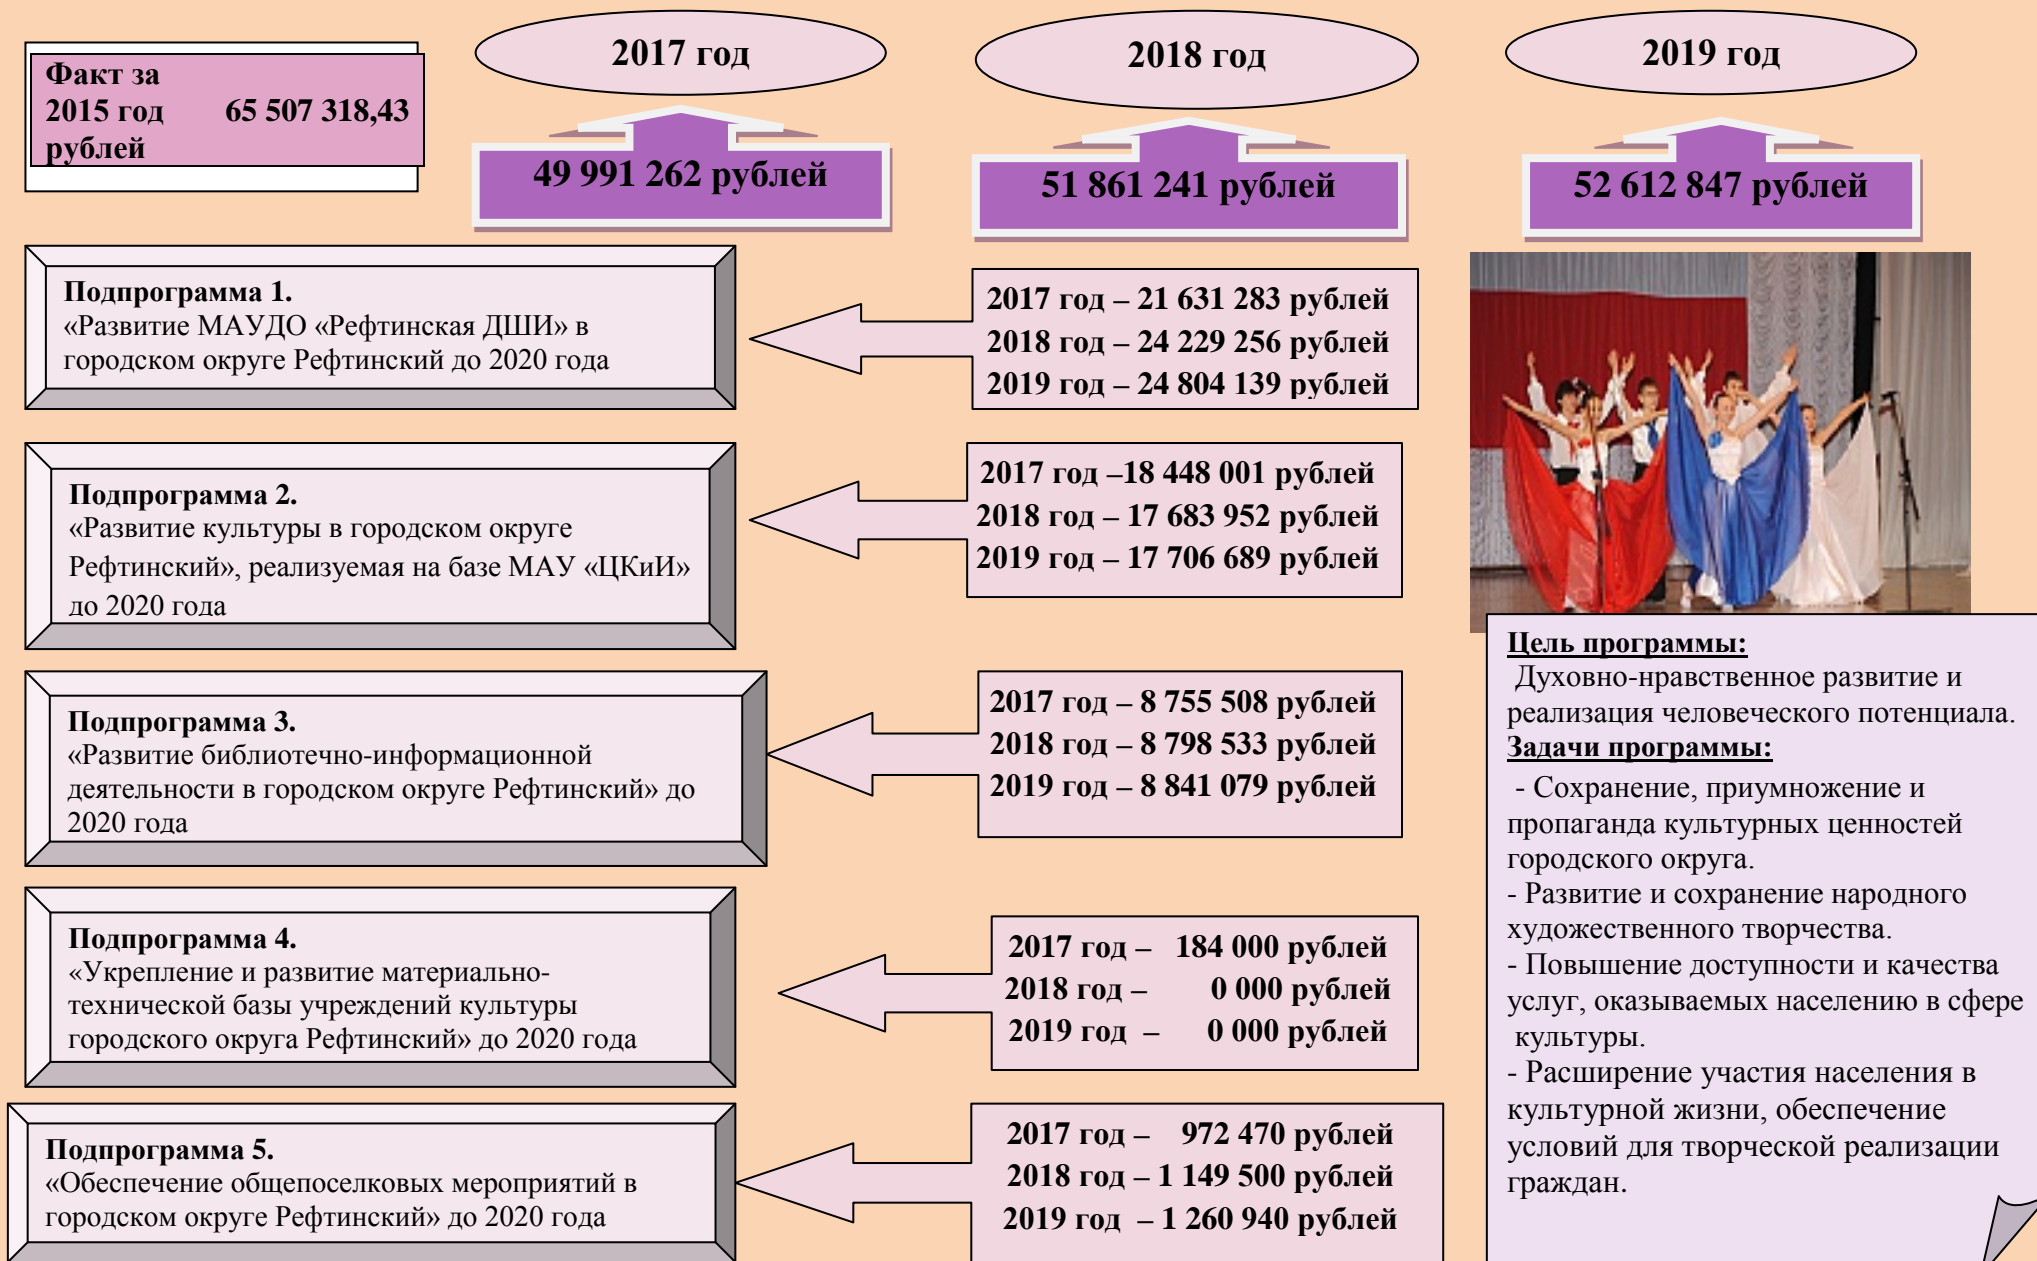 Факт за
2015 год 65 507 318,43
рублей
2017 год
2018 год
2019 год
49 991 262 рублей
51 861 241 рублей
52 612 847 рублей
Подпрограмма 1.
«Развитие МАУДО «Рефтинская ДШИ» в
городском округе Рефтинский до 2020 года
2017 год – 21 631 283 рублей
2018 год – 24 229 256 рублей
2019 год – 24 804 139 рублей
Подпрограмма 2.
«Развитие культуры в городском округе
Рефтинский», реализуемая на базе МАУ «ЦКиИ»
до 2020 года
2017 год –18 448 001 рублей
2018 год – 17 683 952 рублей
2019 год – 17 706 689 рублей
Подпрограмма 3.
«Развитие библиотечно-информационной
деятельности в городском округе Рефтинский» до
2020 года
2017 год – 8 755 508 рублей
2018 год – 8 798 533 рублей
2019 год – 8 841 079 рублей
Подпрограмма 4.
«Укрепление и развитие материально-
технической базы учреждений культуры
городского округа Рефтинский» до 2020 года
2017 год – 184 000 рублей
2018 год – 0 000 рублей
2019 год – 0 000 рублей
Подпрограмма 5.
«Обеспечение общепоселковых мероприятий в
городском округе Рефтинский» до 2020 года
2017 год – 972 470 рублей
2018 год – 1 149 500 рублей
2019 год – 1 260 940 рублей
Цель программы:
Духовно-нравственное развитие и
реализация человеческого потенциала.
Задачи программы:
- Сохранение, приумножение и
пропаганда культурных ценностей
городского округа.
- Развитие и сохранение народного
художественного творчества.
- Повышение доступности и качества
услуг, оказываемых населению в сфере
культуры.
- Расширение участия населения в
культурной жизни, обеспечение
условий для творческой реализации
граждан.